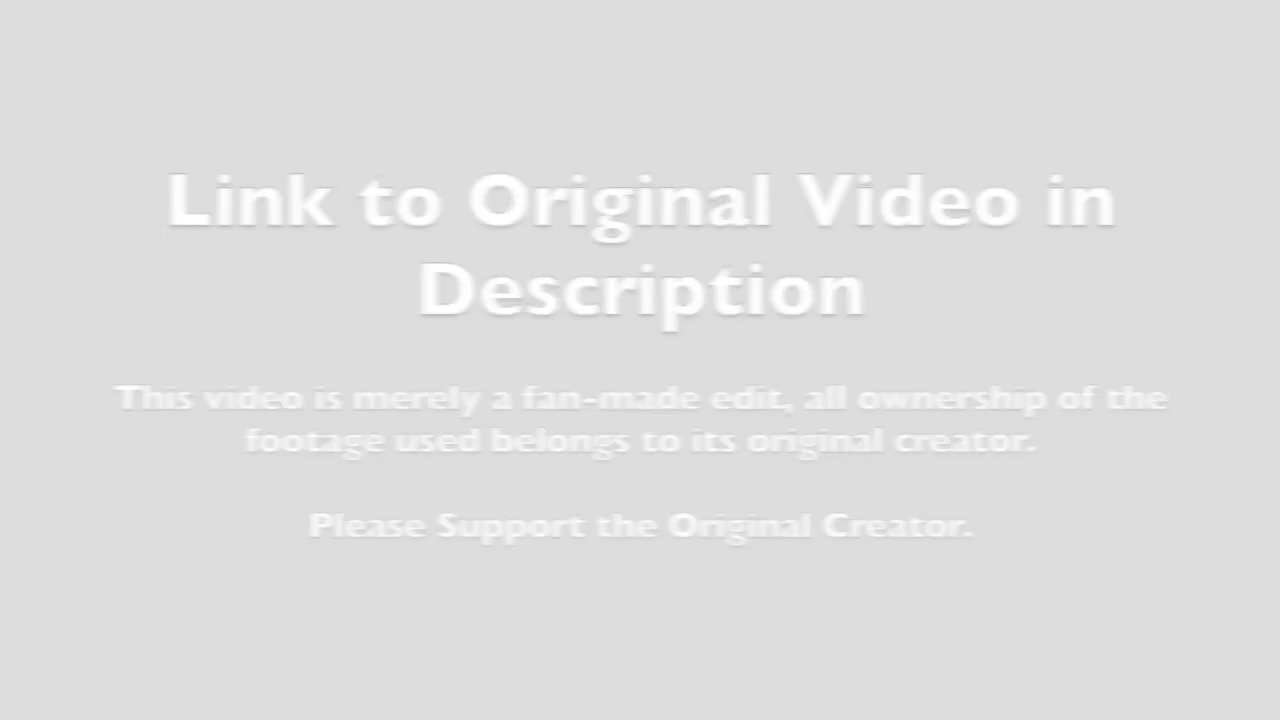 Link to Original Video in
Description
This video is merely a fan-made edit, all ownership of the
footage used belongs to its original creator.
Please Support the Original Creator.